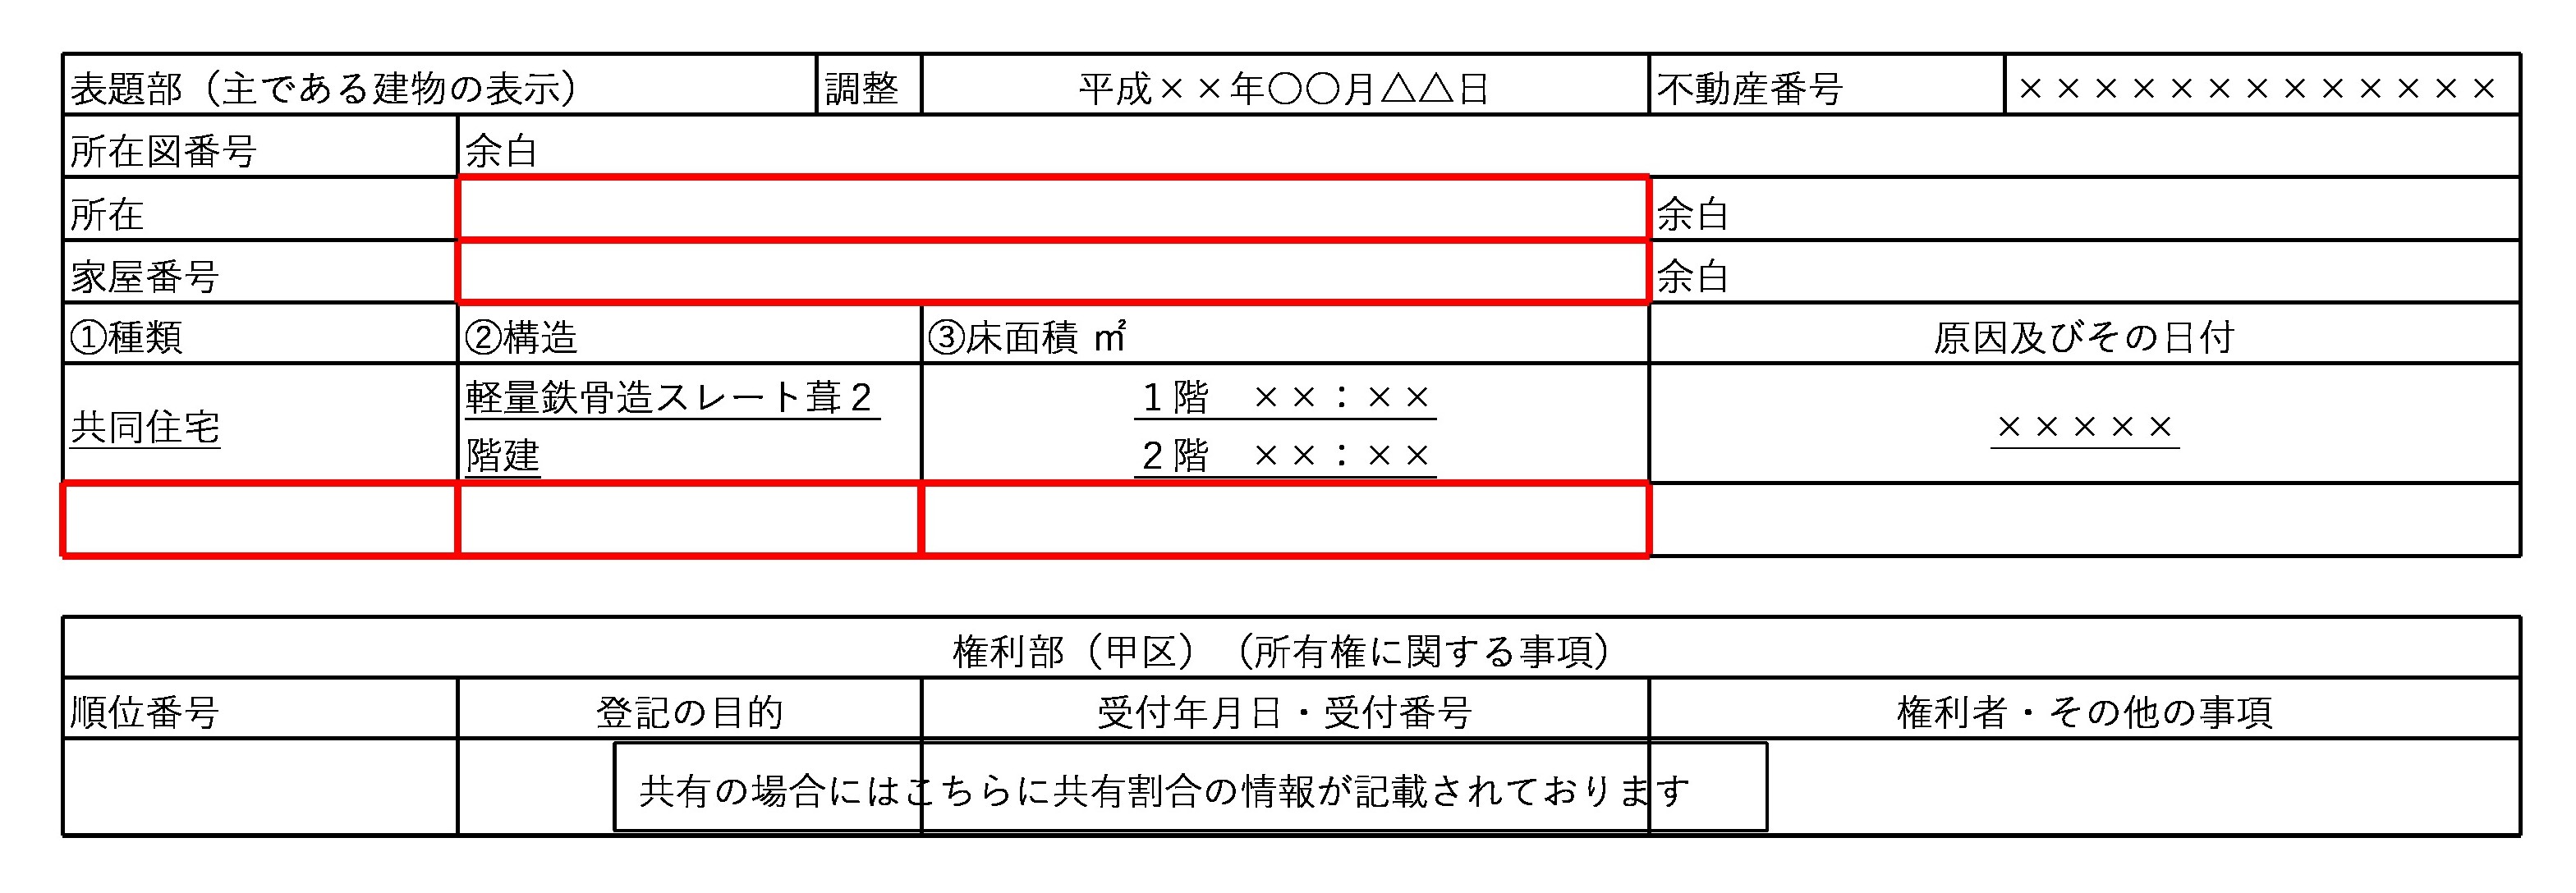 表題部（主である建物の表示） 調整 平成××年〇〇月△△日 不動産番号 ×××××××××××××
所在図番号 余白
所在 余白
家屋番号 余白
①種類 ②構造 ③床面積 ㎡ 原因及びその日付
共同住宅 軽量鉄骨造スレート葺２ １階　××：×× ×××××
階建 ２階　××：××
権利部（甲区）（所有権に関する事項）
順位番号 登記の目的 受付年月日・受付番号 権利者・その他の事項
共有の場合にはこちらに共有割合の情報が記載されております